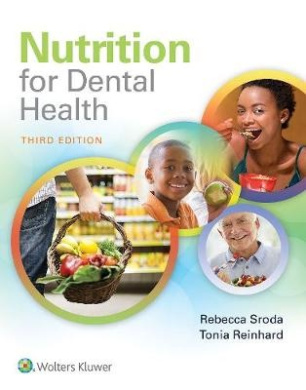 Nutrition
for Dental
Health
THIRD EDITION
Rebecca Sroda
Tonia Reinhard
Wolters Kluwer